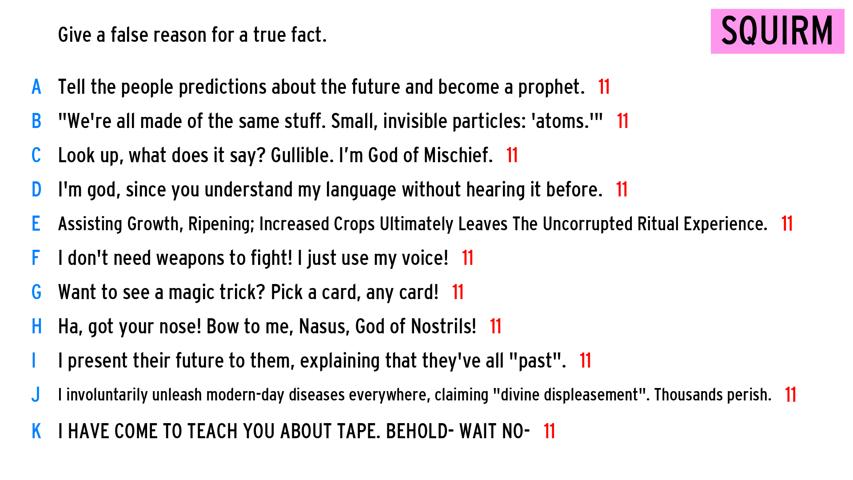 Give a false reason for a true fact.
SQUIRM
A Tell the people predictions about the future and become a prophet. 11
B "We're all made of the same stuff. Small, invisible particles: 'atoms.'" 11
C Look up, what does it say? Gullible. I'm God of Mischief. 11
D I'm god, since you understand my language without hearing it before. 11
E Assisting Growth, Ripening; Increased Crops Ultimately Leaves The Uncorrupted Ritual Experience. 11
F I don't need weapons to fight! I just use my voice! 11
G Want to see a magic trick? Pick a card, any card! 11
H Ha, got your nose! Bow to me, Nasus, God of Nostrils! 11
I I present their future to them, explaining that they've all "past". 11
J I involuntarily unleash modern-day diseases everywhere, claiming "divine displeasement". Thousands perish. 11
K I HAVE COME TO TEACH YOU ABOUT TAPE. BEHOLD- WAIT NO- 11